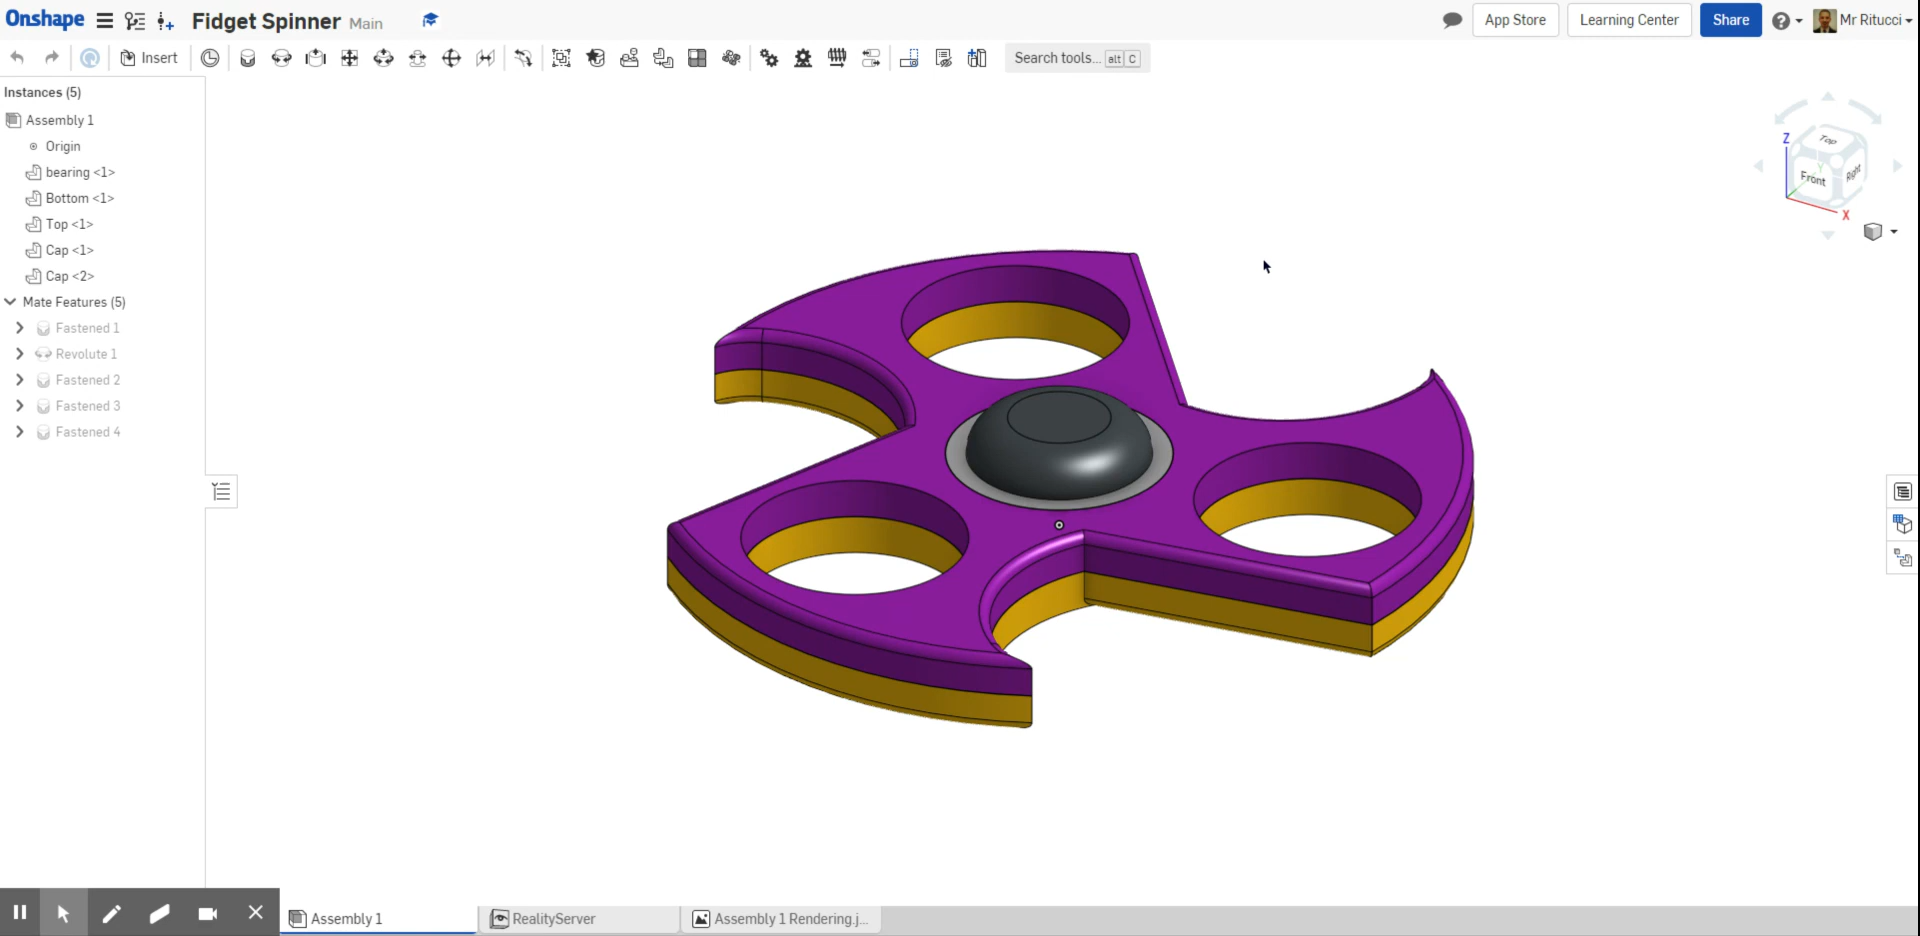 Onshape Fidget Spinner Main App Store Learning Center Share Mr Ritucci
Insert Search tools... alt C
Instances (5)
Assembly 1
Origin
bearing <1>
Bottom <1>
Top <1>
Cap <1>
Cap <2>
Mate Features (5)
Fastened 1
Revolute 1
Fastened 2
Fastened 3
Fastened 4
Z
Top
Y
Front
Right
X
Assembly 1 RealityServer Assembly 1 Rendering.j...